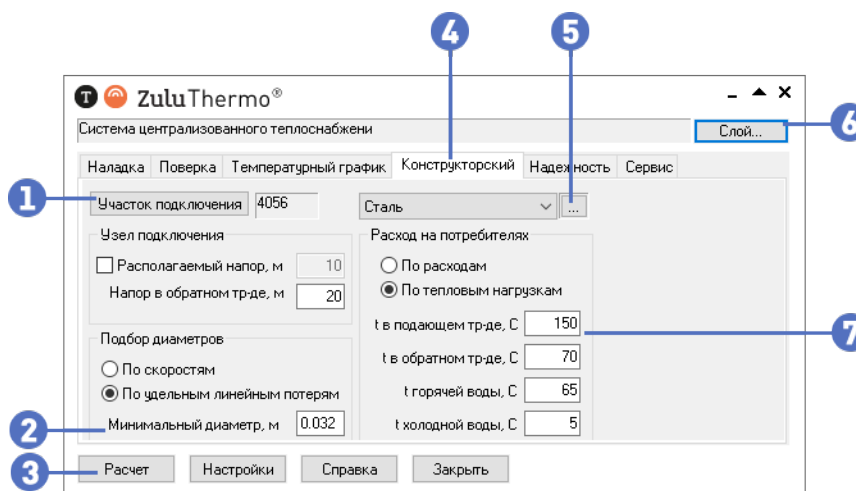 4
5
ZuluThermo®
Система централизованного теплоснабжени
Слой...
6
Наладка Поверка Температурный график Конструкторский Надежность Сервис
1
Участок подключения 4056
Сталь
...
Узел подключения
Располагаемый напор, м 10
Напор в обратном тр-де, м 20
Расход на потребителях
По расходам
По тепловым нагрузкам
t в подающем тр-де, С 150
7
t в обратном тр-де, С 70
t горячей воды, С 65
t холодной воды, С 5
Подбор диаметров
По скоростям
По удельным линейным потерям
2
Минимальный диаметр, м 0.032
3
Расчет Настройки Справка Закрыть